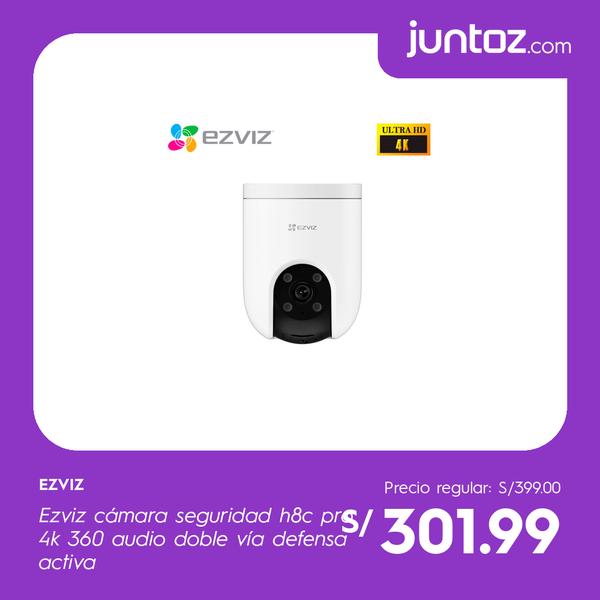 juntoz.com
ezviz
ULTRA HD
4K
EZVIZ
EZVIZ
Precio regular: S/399.00
Ezviz cámara seguridad h8c pro
4k 360 audio doble vía defensa
activa
S/ 301.99